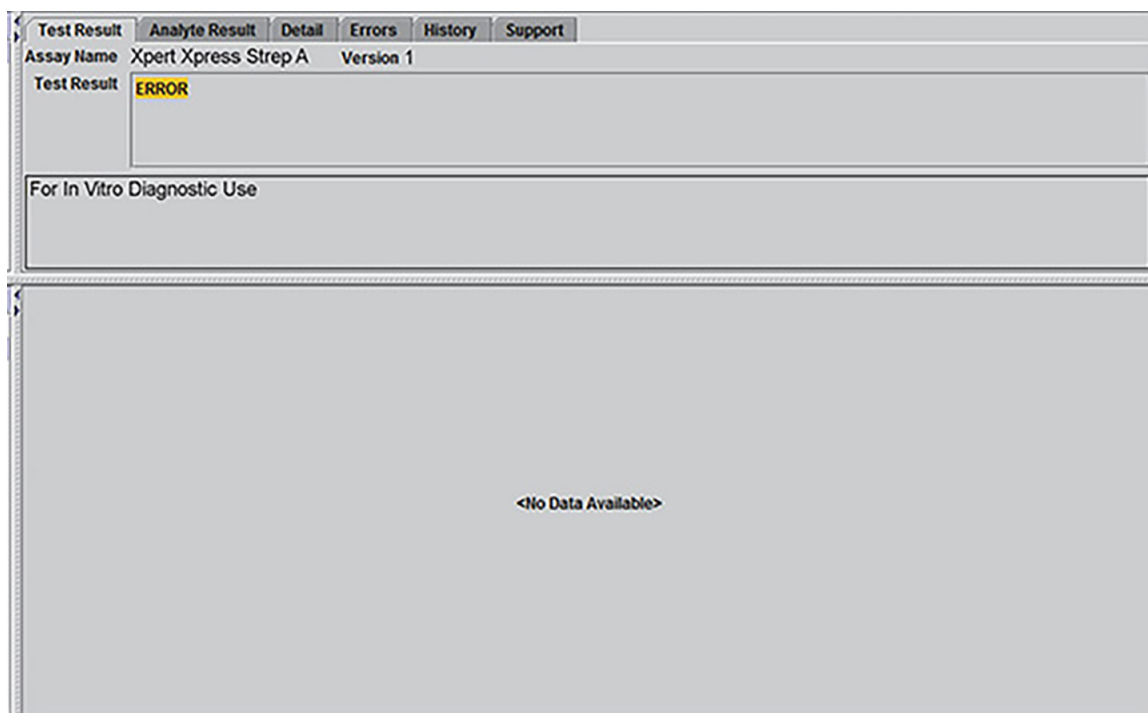 Test Result Analyte Result Detail Errors History Support
Assay Name Xpert Xpress Strep A Version 1
Test Result ERROR
For In Vitro Diagnostic Use
<No Data Available>